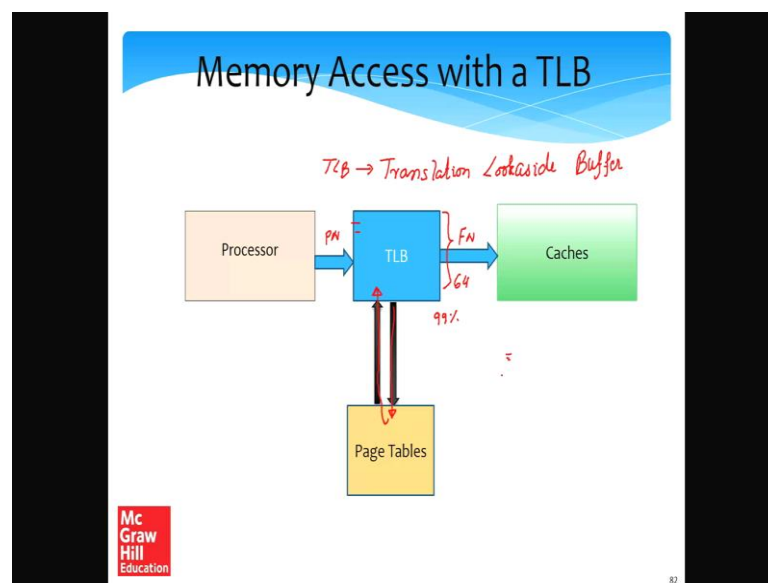 Memory Access with a TLB
TLB → Translation Lookaside Buffer
Processor
PN
TLB
FN
64
99%
Caches
Page Tables
Mc
Graw
Hill
Education
82